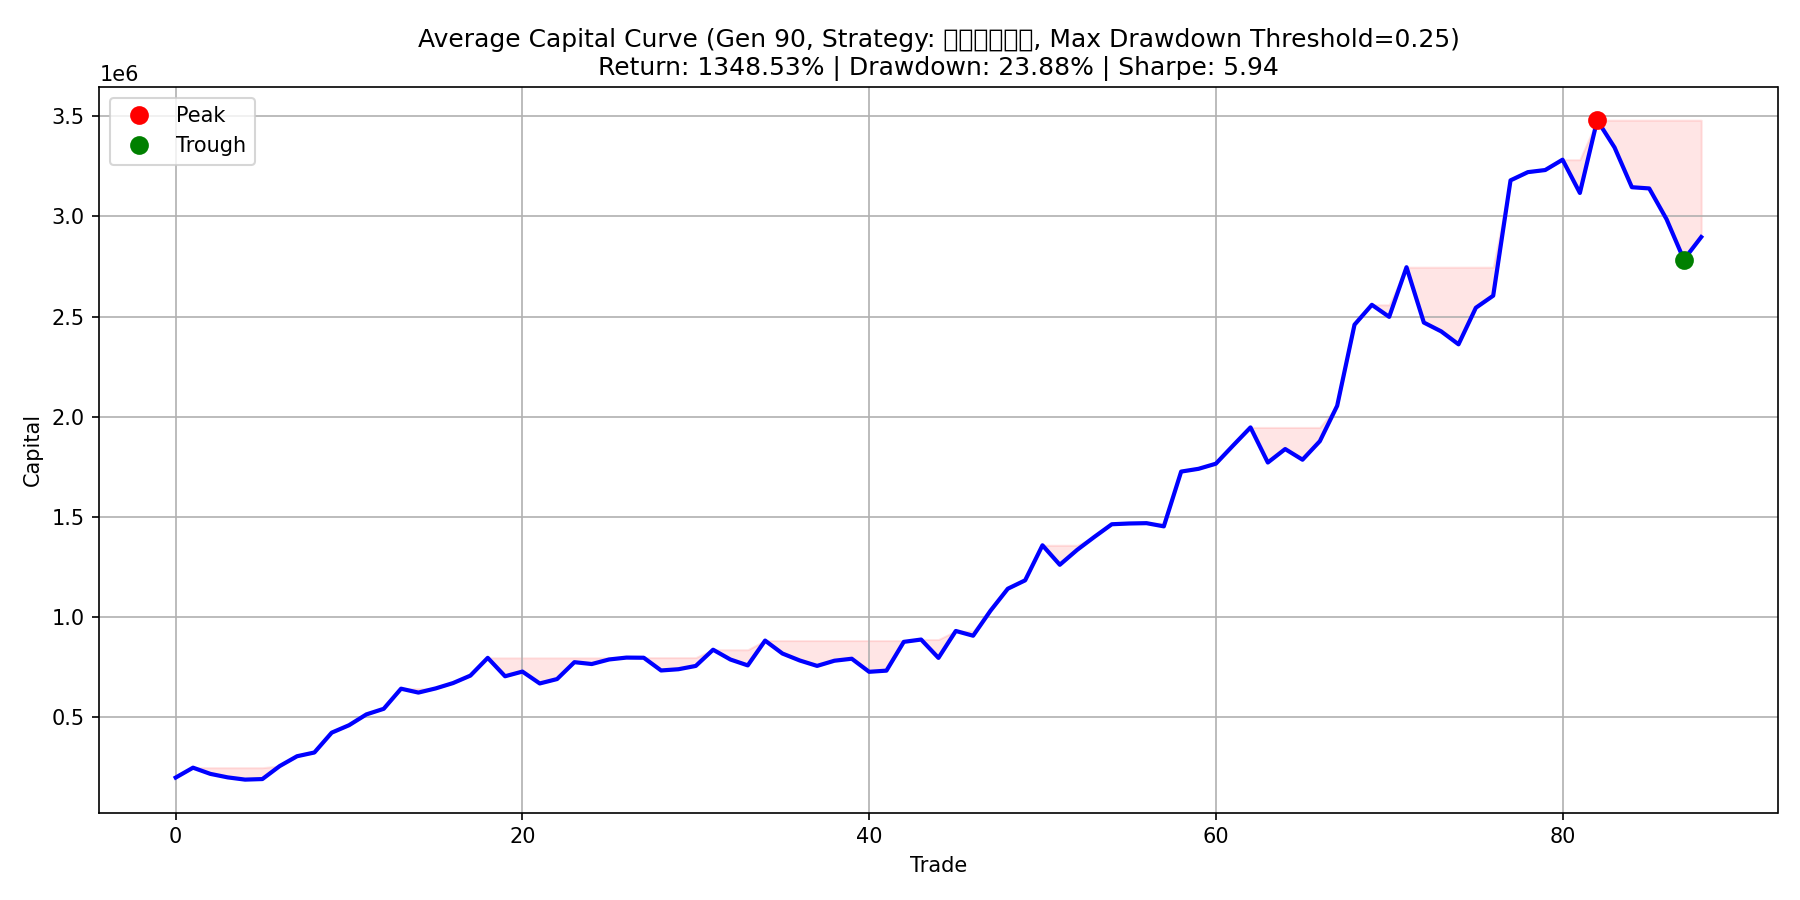 Average Capital Curve (Gen 90, Strategy: □□□□□□, Max Drawdown Threshold=0.25)
Return: 1348.53% | Drawdown: 23.88% | Sharpe: 5.94
1e6
Peak
Trough
3.5
3.0
2.5
2.0
1.5
1.0
0.5
Capital
0 20 40 60 80
Trade